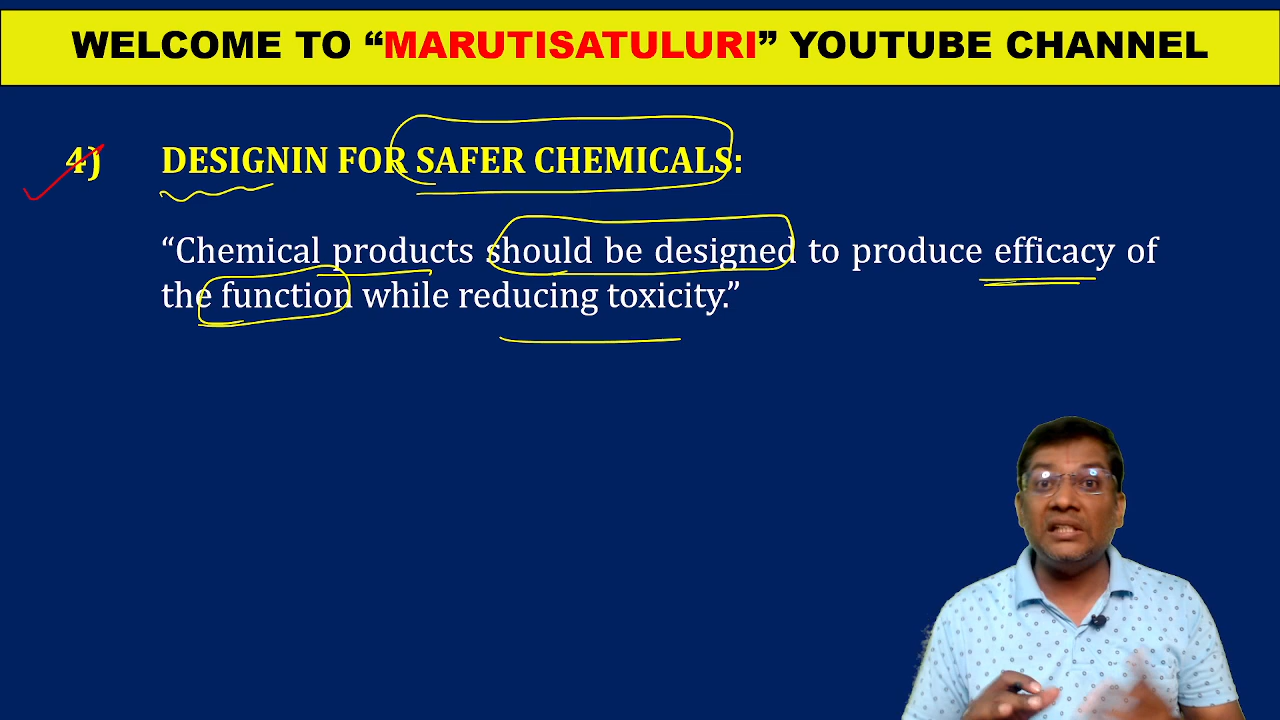 WELCOME TO “MARUTISATULURI” YOUTUBE CHANNEL
4) DESIGNIN FOR SAFER CHEMICALS:
“Chemical products should be designed to produce efficacy of
the function while reducing toxicity.”